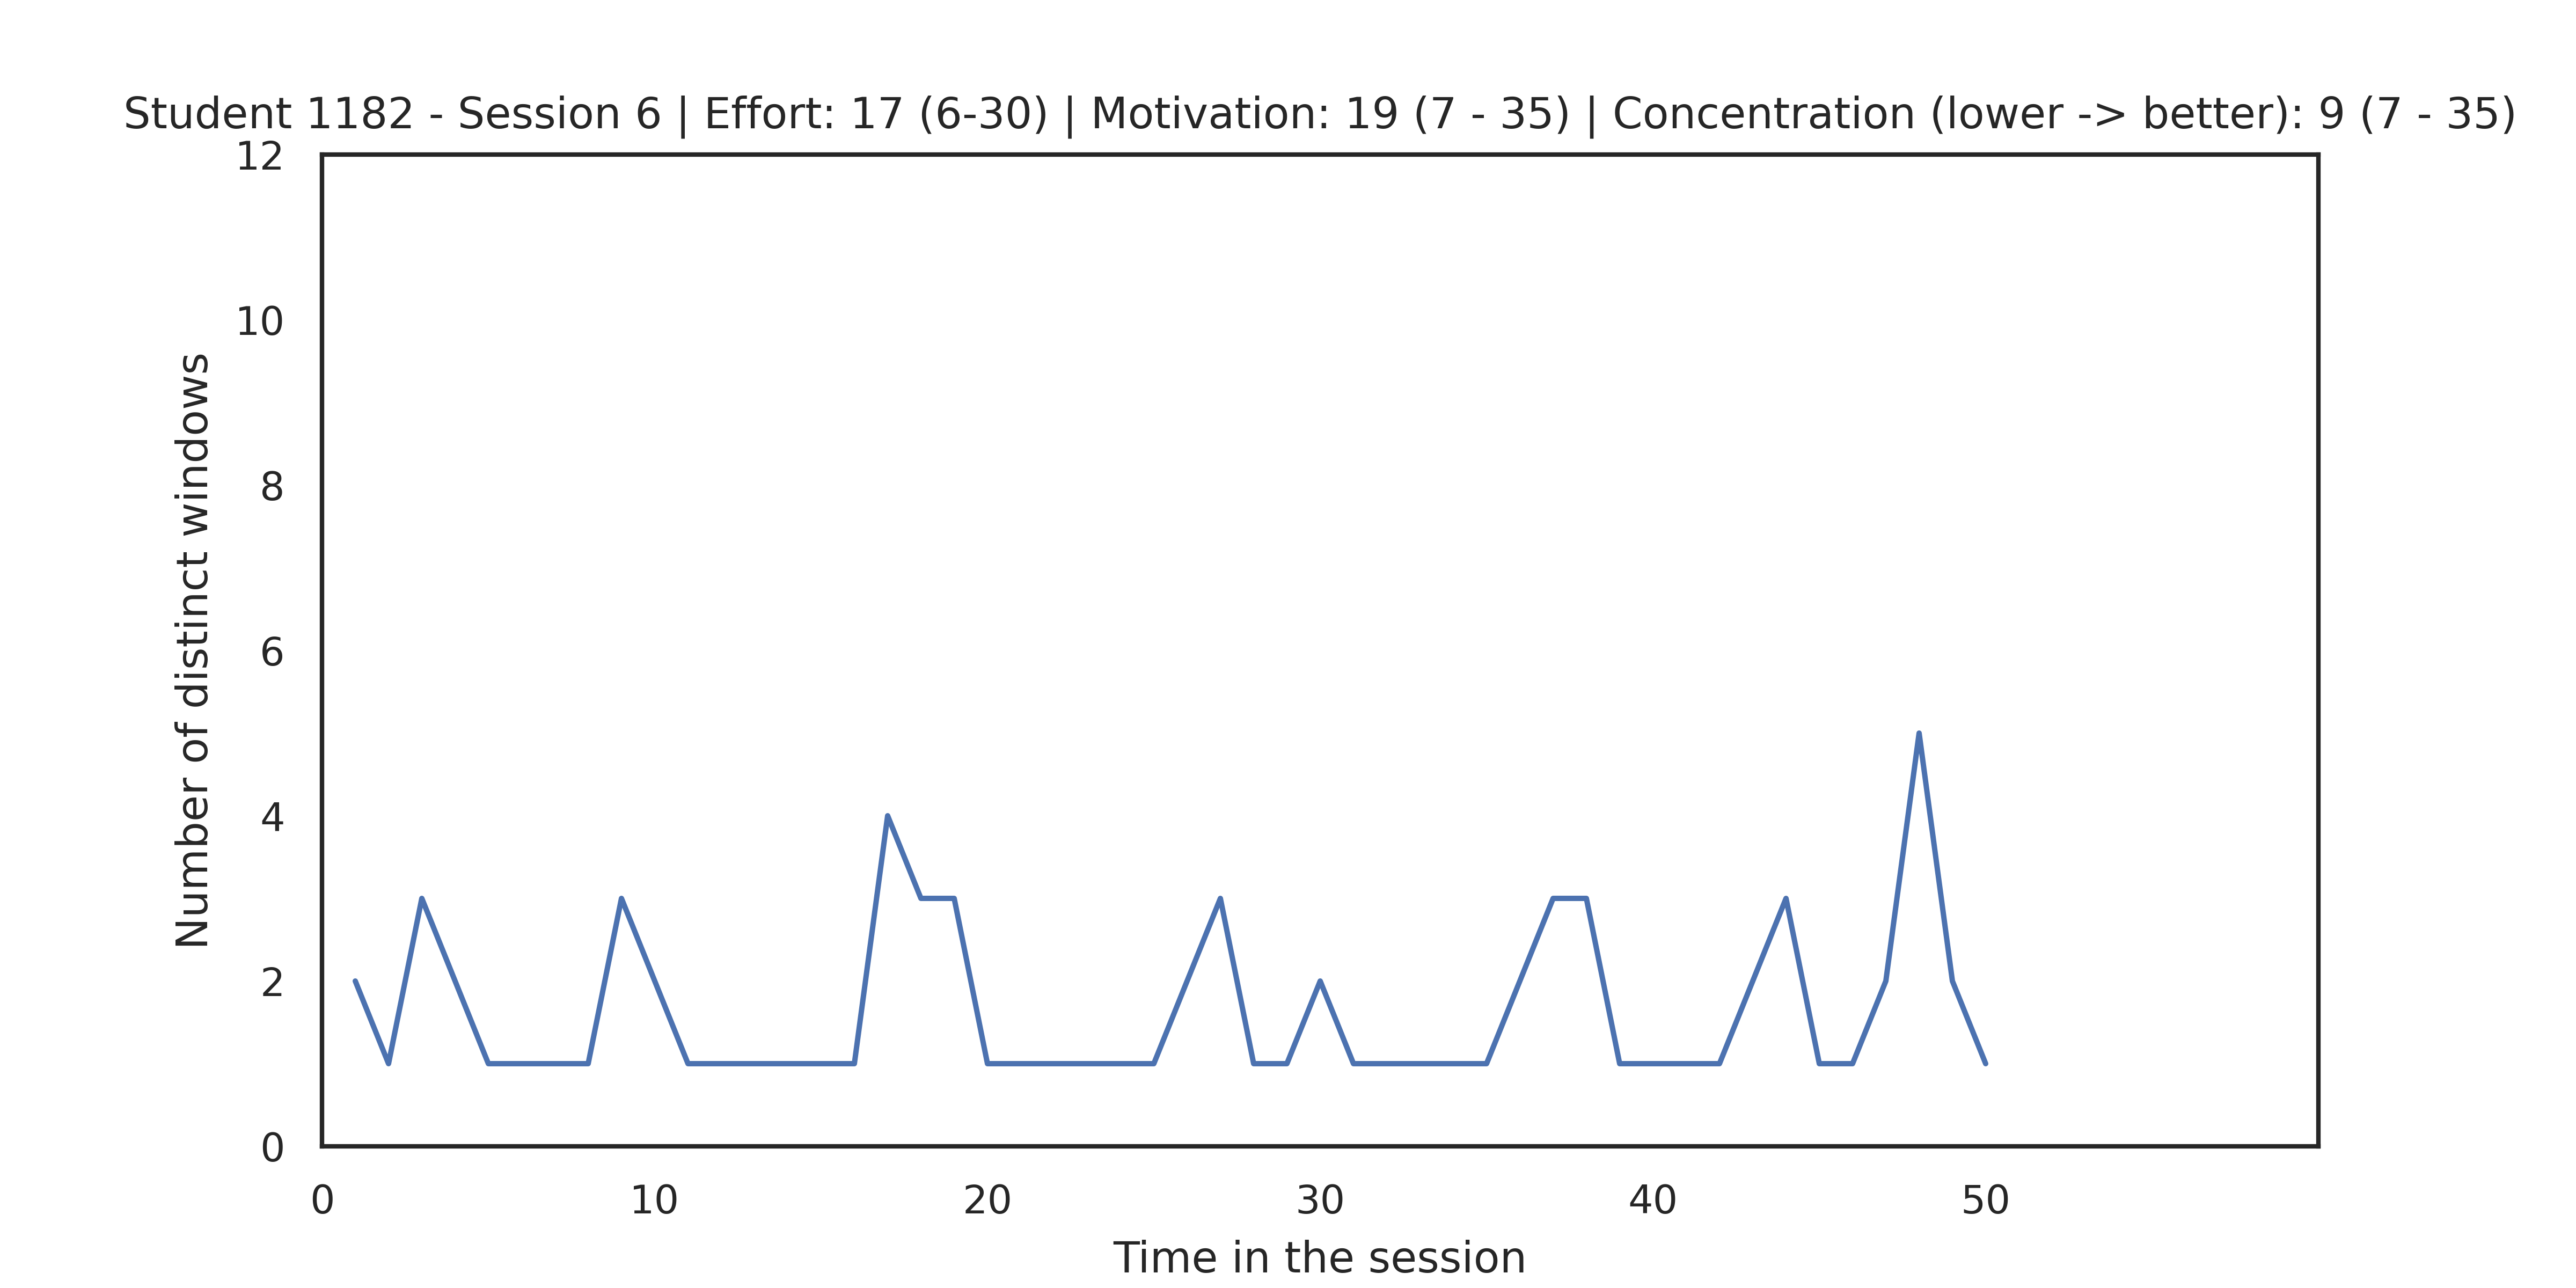 Student 1182 - Session 6 | Effort: 17 (6-30) | Motivation: 19 (7 - 35) | Concentration (lower -> better): 9 (7 - 35)
12
10
8
6
4
2
0
Number of distinct windows
0 10 20 30 40 50
Time in the session